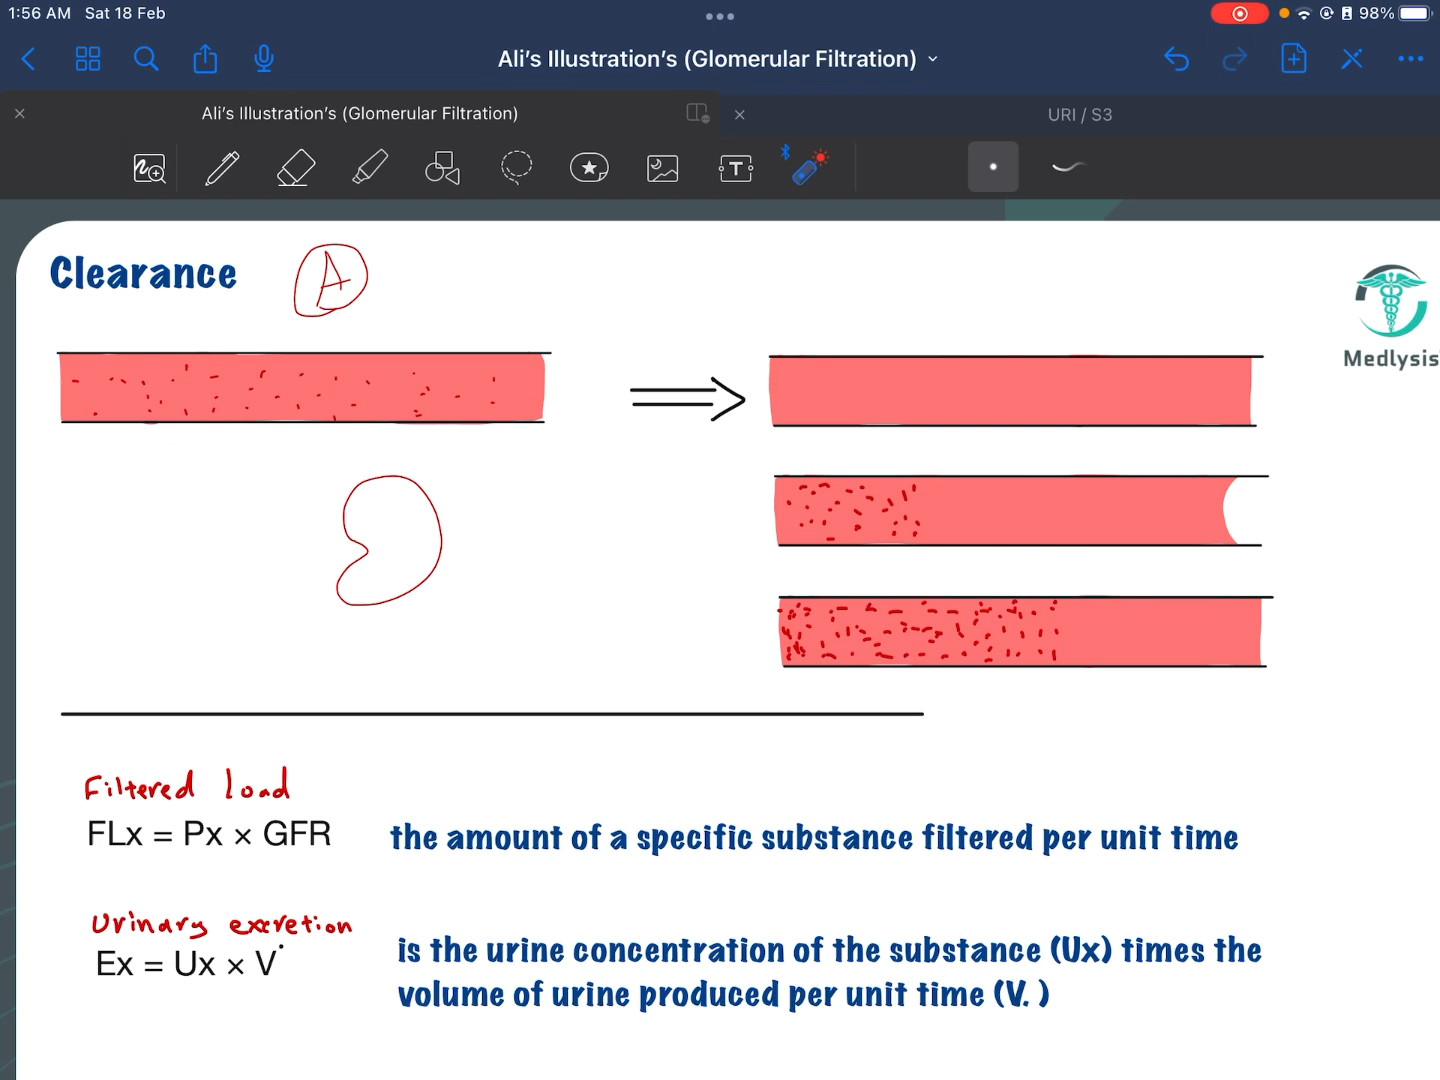 1:56 AM Sat 18 Feb
98%
Ali's Illustration's (Glomerular Filtration)
Ali's Illustration's (Glomerular Filtration)
URI / S3
Clearance
A
Medlysis
Filtered load
FLx = Px × GFR
the amount of a specific substance filtered per unit time
Urinary excretion
Ex = Ux × V˙
is the urine concentration of the substance (Ux) times the
volume of urine produced per unit time (V. )